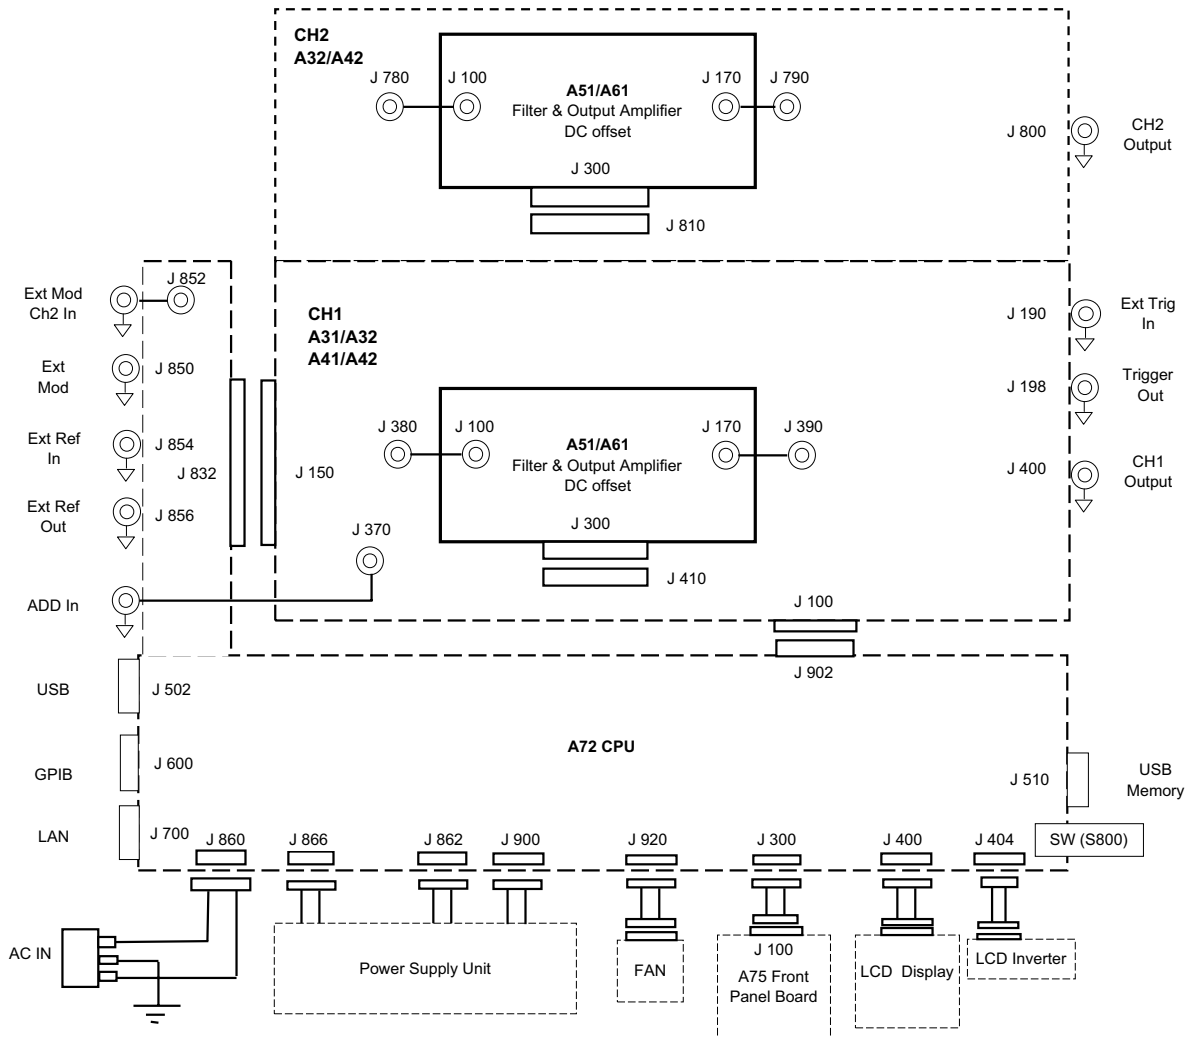 CH2
A32/A42
J 780
J 100
A51/A61
Filter & Output Amplifier
DC offset
J 170
J 790
J 300
J 810
J 800
CH2
Output
Ext Mod
Ch2 In
J 852
Ext
Mod
J 850
Ext Ref
In
J 854
J 832
Ext Ref
Out
J 856
ADD In
CH1
A31/A32
A41/A42
J 150
J 380
J 100
A51/A61
Filter & Output Amplifier
DC offset
J 170
J 390
J 300
J 410
J 370
J 190
Ext Trig
In
J 198
Trigger
Out
J 400
CH1
Output
J 100
J 902
USB
J 502
GPIB
J 600
LAN
J 700
A72 CPU
J 510
USB
Memory
SW (S800)
J 860
J 866
J 862
J 900
J 920
J 300
J 400
J 404
AC IN
Power Supply Unit
FAN
J 100
A75 Front
Panel Board
LCD Display
LCD Inverter